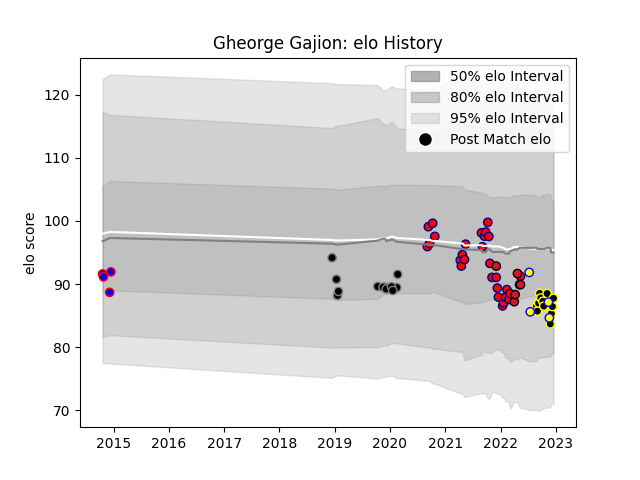 Gheorge Gajion: elo History
50% elo Interval
80% elo Interval
95% elo Interval
Post Match elo
elo score
120
110
100
90
80
70
2015 2016 2017 2018 2019 2020 2021 2022 2023